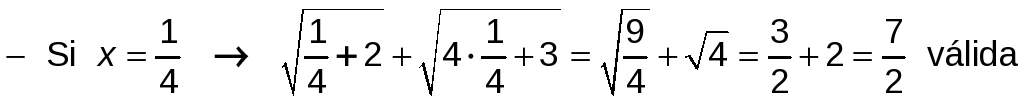 – Si x = 1/4 → √(1/4 + 2) + √(4 · 1/4 + 3) = √(9/4) + √4 = 3/2 + 2 = 7/2 válida